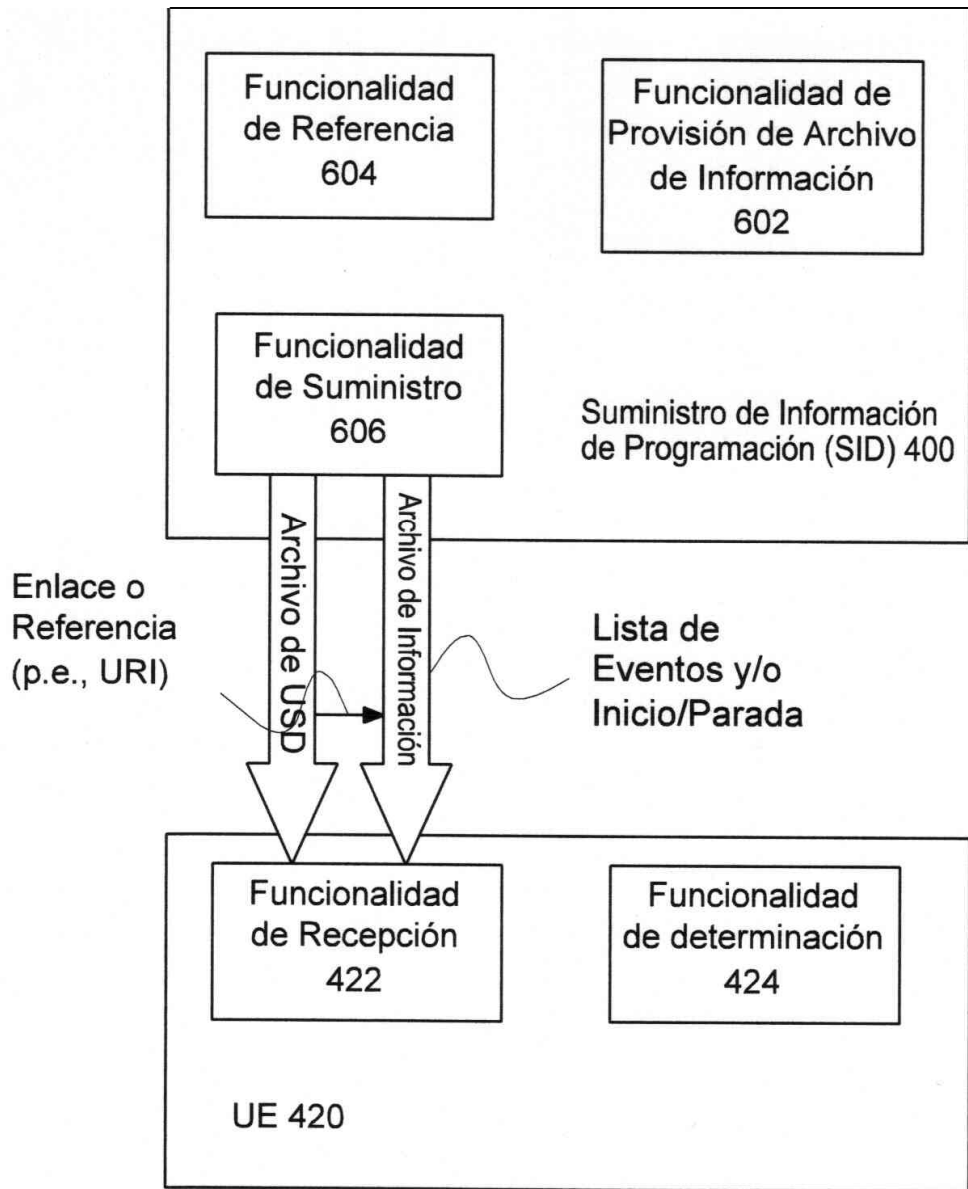 Funcionalidad
de Referencia
604
Funcionalidad de
Provisión de Archivo
de Información
602
Funcionalidad
de Suministro
606
Suministro de Información
de Programación (SID) 400
Archivo de USD
Archivo de Información
Enlace o
Referencia
(p.e., URI)
Lista de
Eventos y/o
Inicio/Parada
Funcionalidad
de Recepción
422
Funcionalidad
de determinación
424
UE 420